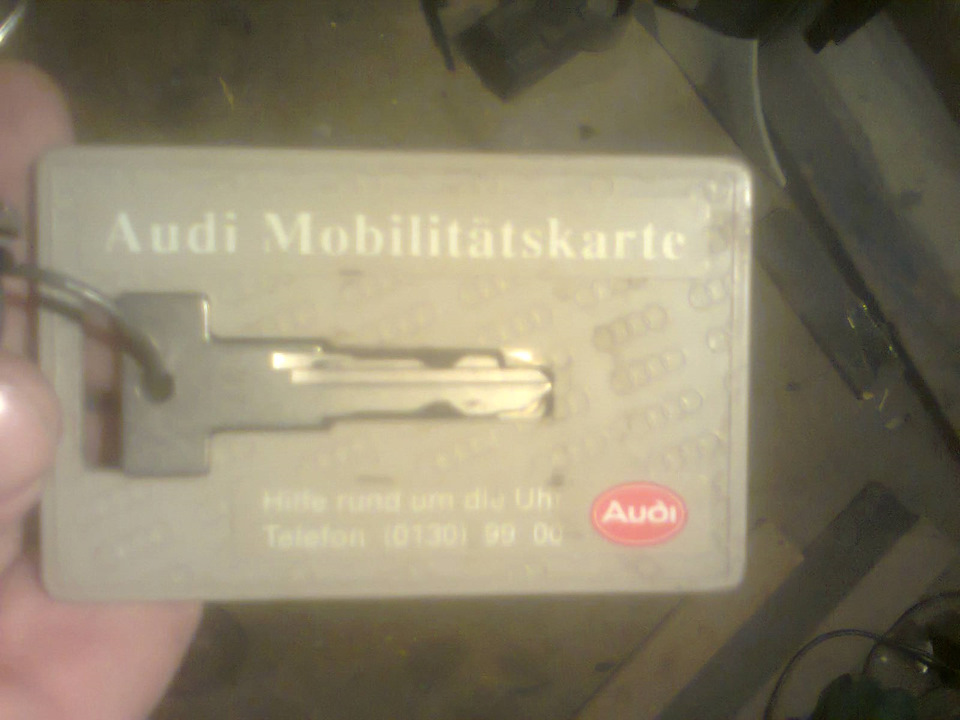 Audi Mobilitätskarte
Hilfe rund um die Uhr
Telefon (0130) 99 00
Audi